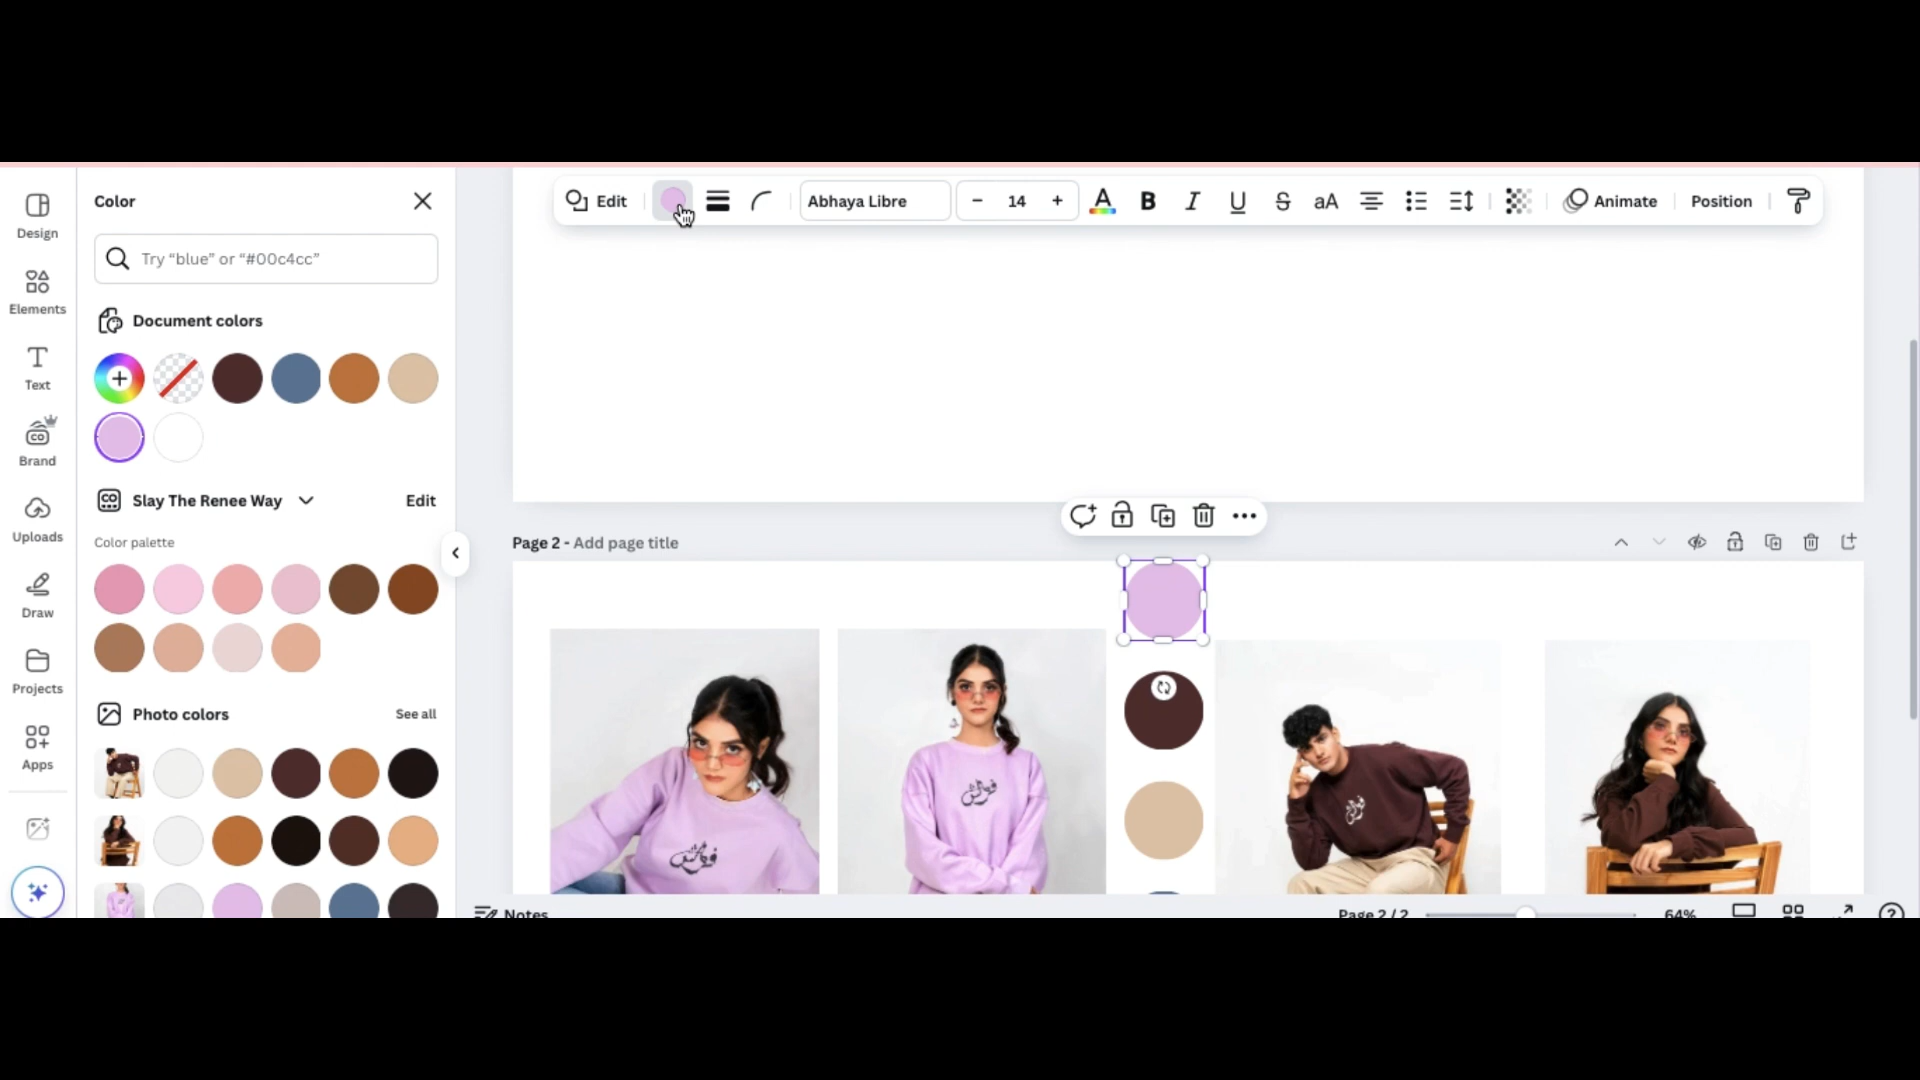 Color
Edit
Abhaya Libre
– 14 +
A B I U S aA
Animate
Position
Design
Try “blue” or “#00c4cc”
Elements
Document colors
Text
Brand
Slay The Renee Way
Edit
Color palette
Uploads
Page 2 - Add page title
Draw
Projects
Photo colors
See all
Apps
Notes
Page 2 / 2
64%